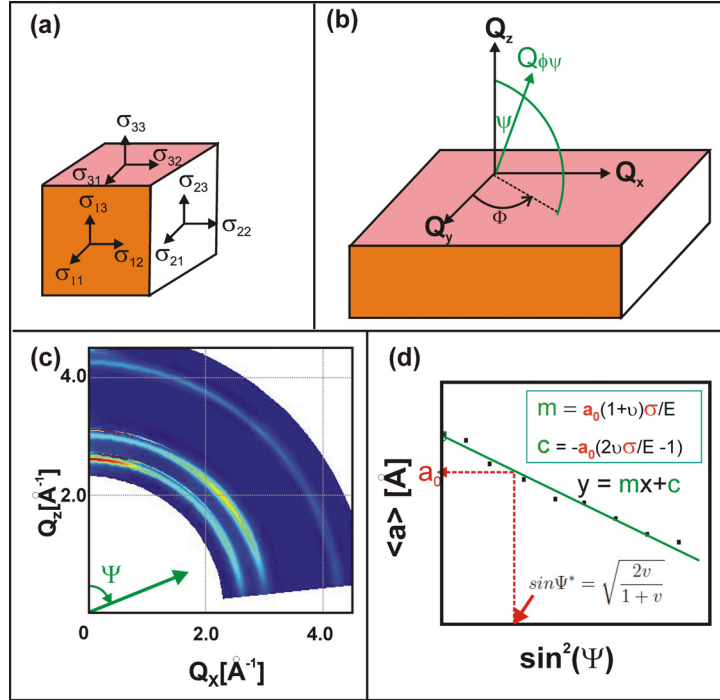 (a)
σ33
σ32
σ31
σ13
σ12
σ11
σ23
σ22
σ21
(b)
Qz
Qϕψ
ψ
Qx
Qy
Φ
(c)
4.0
2.0
0
2.0
4.0
Qz[Å-1]
Ψ
Qx[Å-1]
(d)
m = a0(1+υ)σ/E
c = -a0(2υσ/E -1)
y = mx+c
a0
<a> [Å]
sinΨ* = √(2v/(1 + v))
sin2(Ψ)